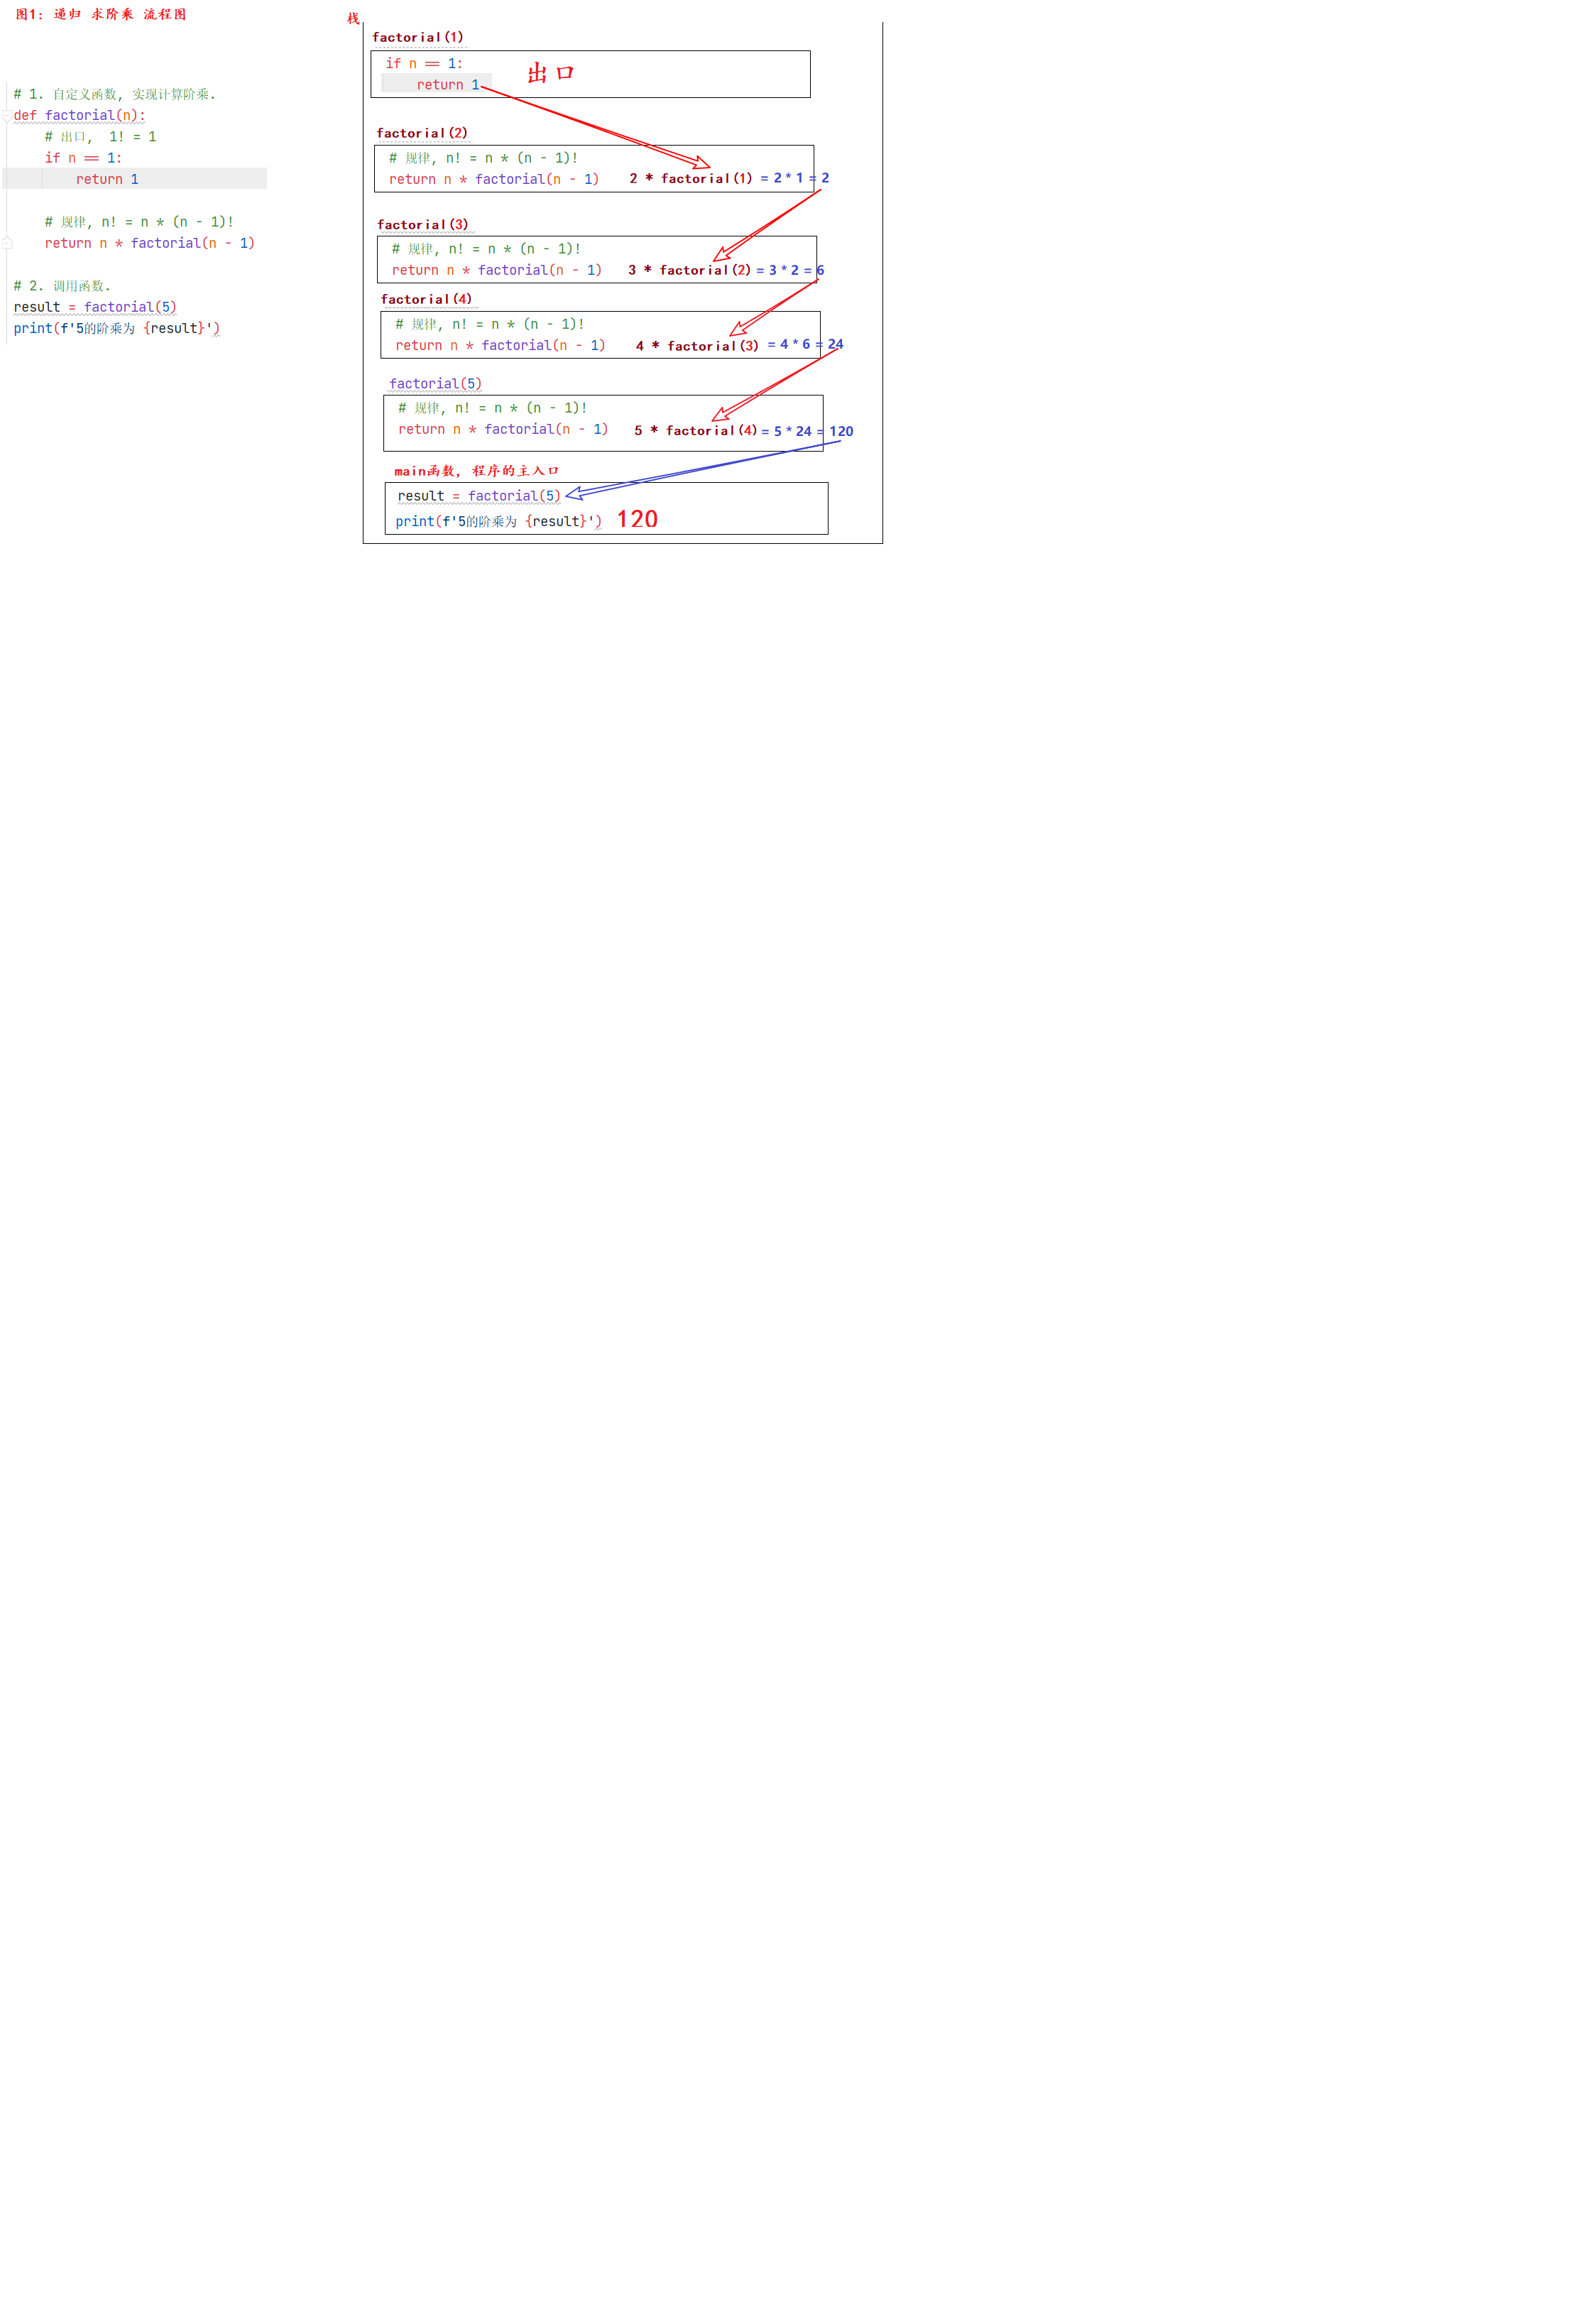 图1: 递归 求阶乘 流程图
# 1. 自定义函数, 实现计算阶乘.
def factorial(n):
    # 出口,  1! = 1
    if n == 1:
        return 1
    # 规律, n! = n * (n - 1)!
    return n * factorial(n - 1)
# 2. 调用函数.
result = factorial(5)
print(f'5的阶乘为 {result}')
栈
factorial(1)
if n == 1:
    return 1
出口
factorial(2)
# 规律, n! = n * (n - 1)!
return n * factorial(n - 1) 2 * factorial(1) = 2 * 1 = 2
factorial(3)
# 规律, n! = n * (n - 1)!
return n * factorial(n - 1) 3 * factorial(2) = 3 * 2 = 6
factorial(4)
# 规律, n! = n * (n - 1)!
return n * factorial(n - 1) 4 * factorial(3) = 4 * 6 = 24
factorial(5)
# 规律, n! = n * (n - 1)!
return n * factorial(n - 1) 5 * factorial(4) = 5 * 24 = 120
main函数, 程序的主入口
result = factorial(5)
print(f'5的阶乘为 {result}') 120